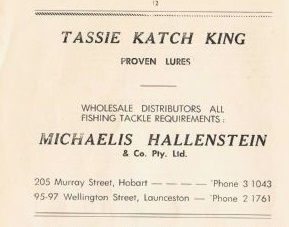 12
TASSIE KATCH KING
PROVEN LURES
WHOLESALE DISTRIBUTORS ALL
FISHING TACKLE REQUIREMENTS :
MICHAELIS HALLENSTEIN
& Co. Pty. Ltd.
205 Murray Street, Hobart — — — — 'Phone 3 1043
95-97 Wellington Street, Launceston — 'Phone 2 1761